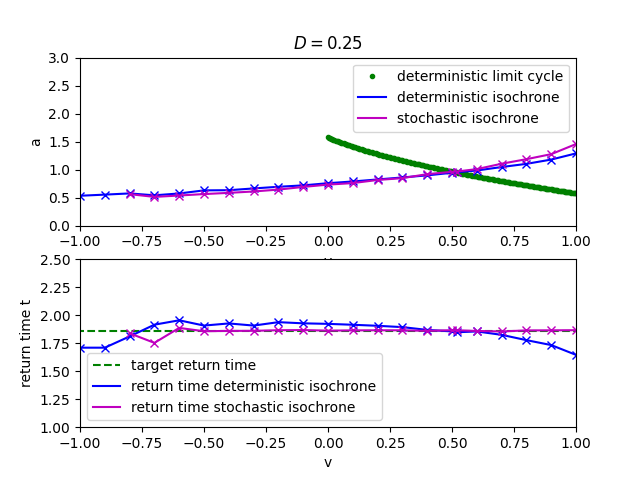 D = 0.25
3.0
2.5
2.0
1.5
1.0
0.5
0.0
a
deterministic limit cycle
deterministic isochrone
stochastic isochrone
−1.00 −0.75 −0.50 −0.25 0.00 0.25 0.50 0.75 1.00
2.50
2.25
2.00
1.75
1.50
1.25
1.00
return time t
target return time
return time deterministic isochrone
return time stochastic isochrone
−1.00 −0.75 −0.50 −0.25 0.00 0.25 0.50 0.75 1.00
v